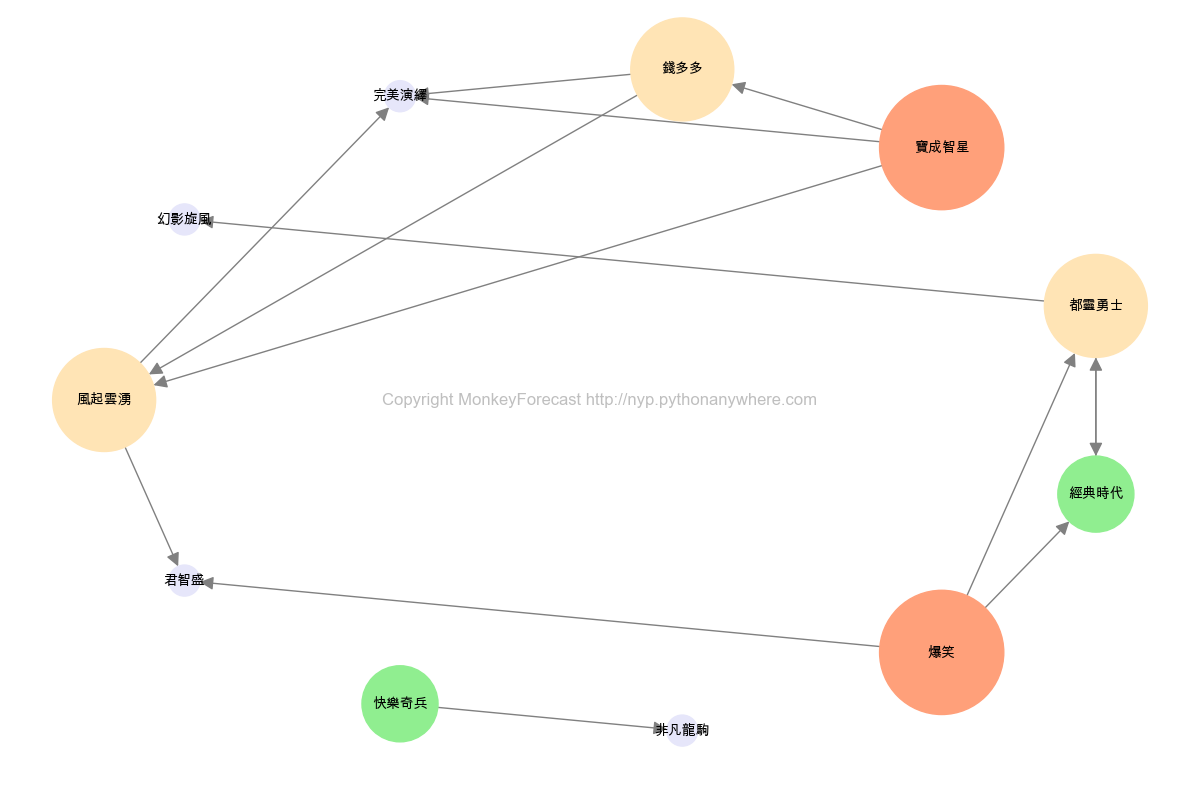 錢多多
完美演繹
寶成智星
幻影旋風
都靈勇士
風起雲湧
Copyright MonkeyForecast http://nyp.pythonanywhere.com
經典時代
君智盛
爆笑
快樂奇兵
非凡龍駒